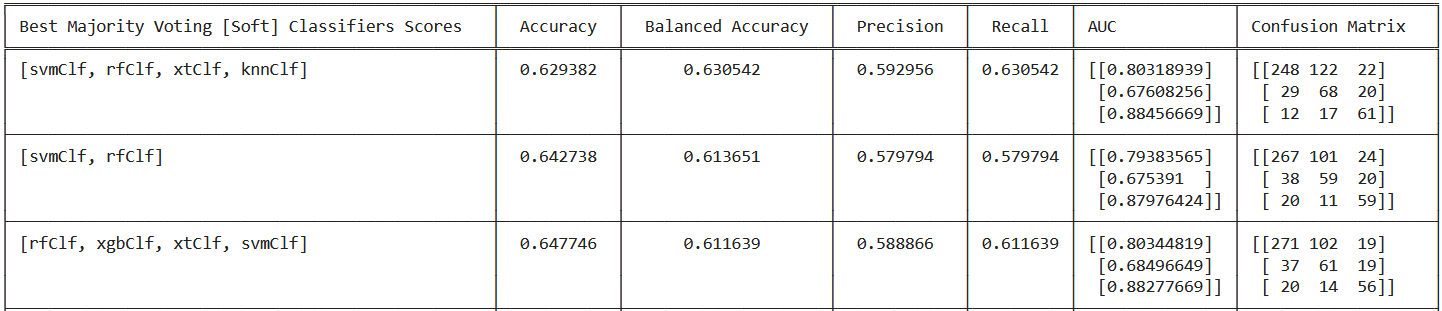 Best Majority Voting [Soft] Classifiers Scores Accuracy Balanced Accuracy Precision Recall AUC Confusion Matrix
[svmClf, rfClf, xtClf, knnClf] 0.629382 0.630542 0.592956 0.630542 [[0.80318939] [[248 122 22]
[0.67608256] [ 29 68 20]
[0.88456669]] [ 12 17 61]]
[svmClf, rfClf] 0.642738 0.613651 0.579794 0.579794 [[0.79383565] [[267 101 24]
[0.675391 ] [ 38 59 20]
[0.87976424]] [ 20 11 59]]
[rfClf, xgbClf, xtClf, svmClf] 0.647746 0.611639 0.588866 0.611639 [[0.80344819] [[271 102 19]
[0.68496649] [ 37 61 19]
[0.88277669]] [ 20 14 56]]